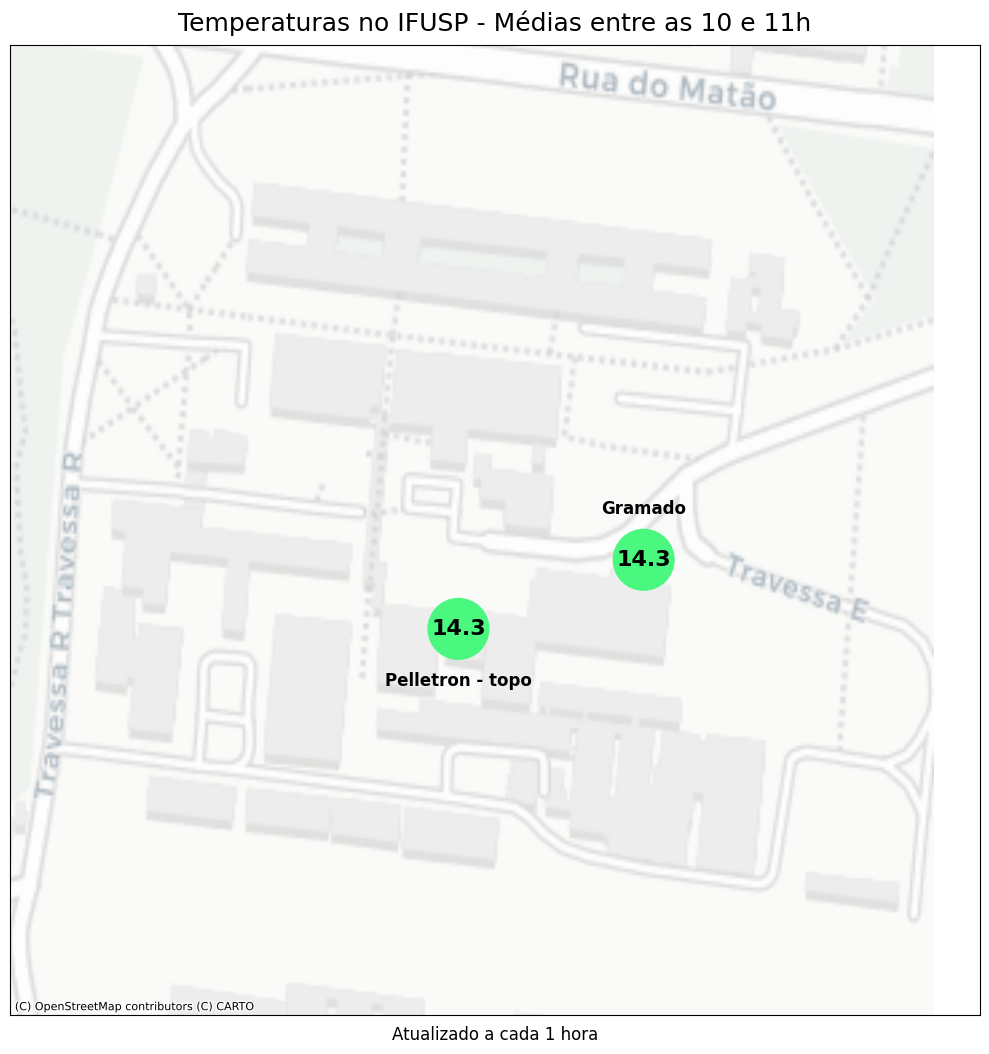 Temperaturas no IFUSP - Médias entre as 10 e 11h
Rua do Matão
Travessa R Travessa R
Gramado
14.3
Travessa E
14.3
Pelletron - topo
(C) OpenStreetMap contributors (C) CARTO
Atualizado a cada 1 hora